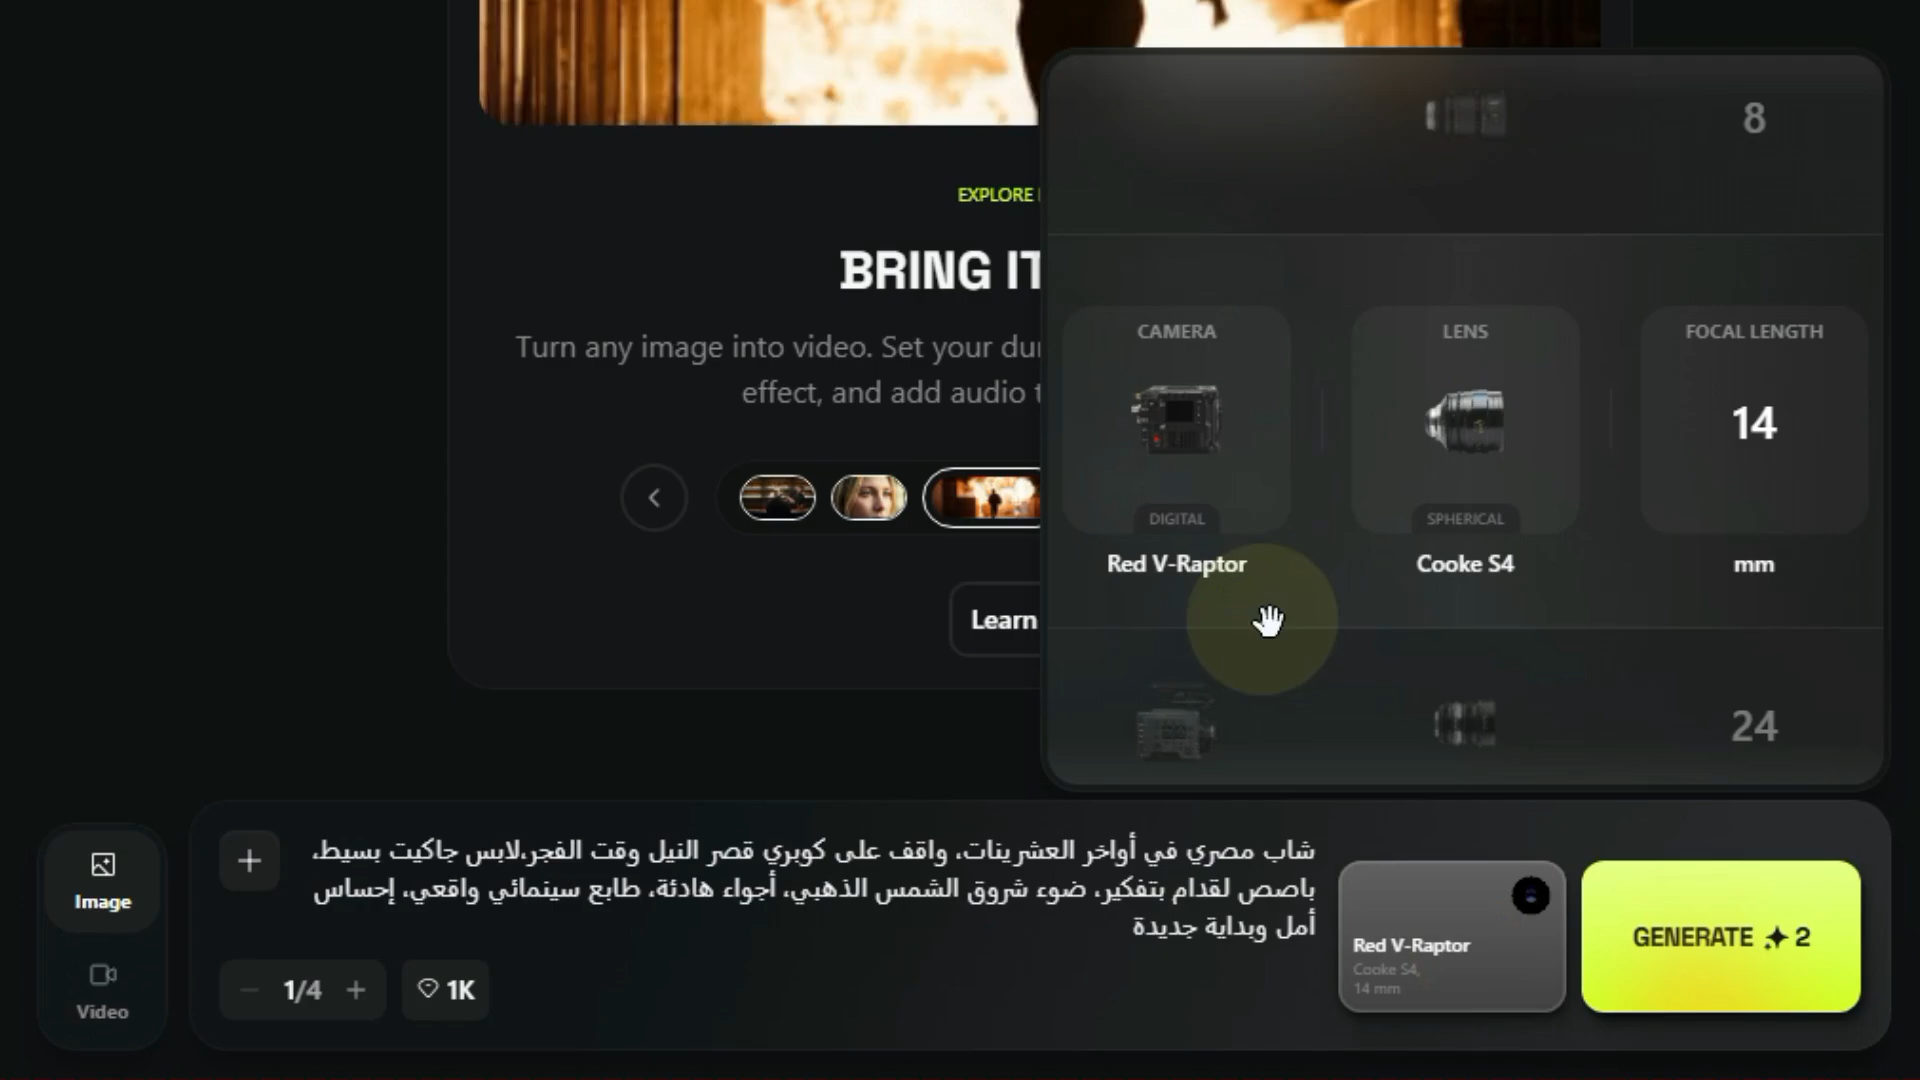 8
EXPLORE
BRING IT
Turn any image into video. Set your
effect, and add audio
CAMERA
LENS
FOCAL LENGTH
14
DIGITAL
SPHERICAL
Red V-Raptor
Cooke S4
mm
Learn
24
شاب مصري في أواخر العشرينات، واقف على كوبري قصر النيل وقت الفجر،لابس جاكيت بسيط،
باصص لقدام بتفكير، ضوء شروق الشمس الذهبي، أجواء هادئة، طابع سينمائي واقعي، إحساس
أمل وبداية جديدة
Image
Video
1/4
1K
Red V-Raptor
Cooke S4,
14 mm
GENERATE 2